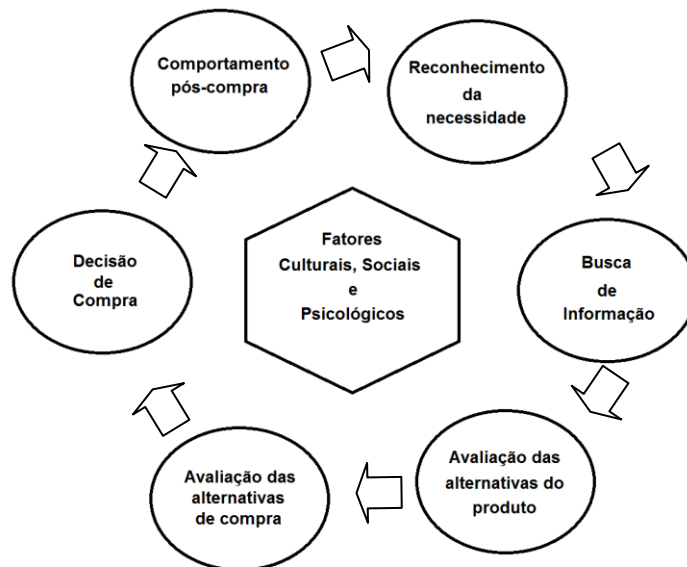 Comportamento
pós-compra
Reconhecimento
da
necessidade
Fatores
Culturais, Sociais
e
Psicológicos
Decisão
de
Compra
Busca
de
Informação
Avaliação das
alternativas
de compra
Avaliação das
alternativas do
produto